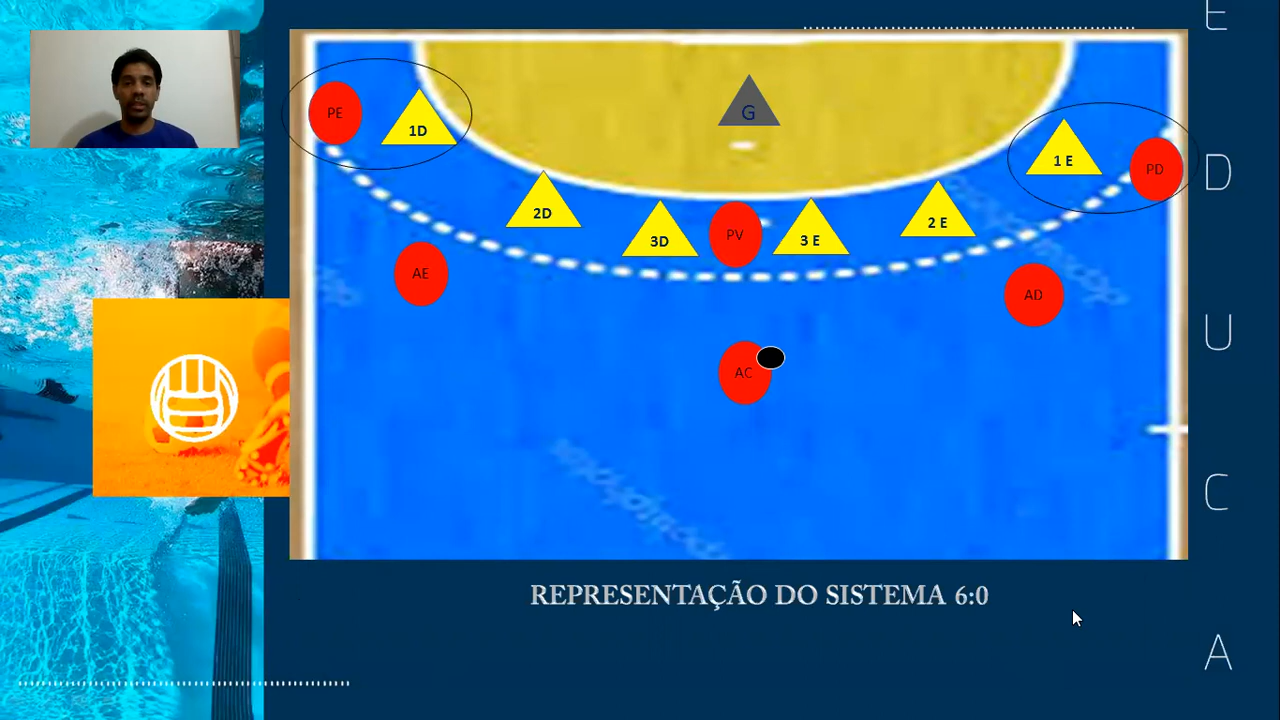 E
G
PE
1D
1 E
PD
D
2D
2 E
3D
PV
3 E
AE
AD
U
AC
C
REPRESENTAÇÃO DO SISTEMA 6:0
A